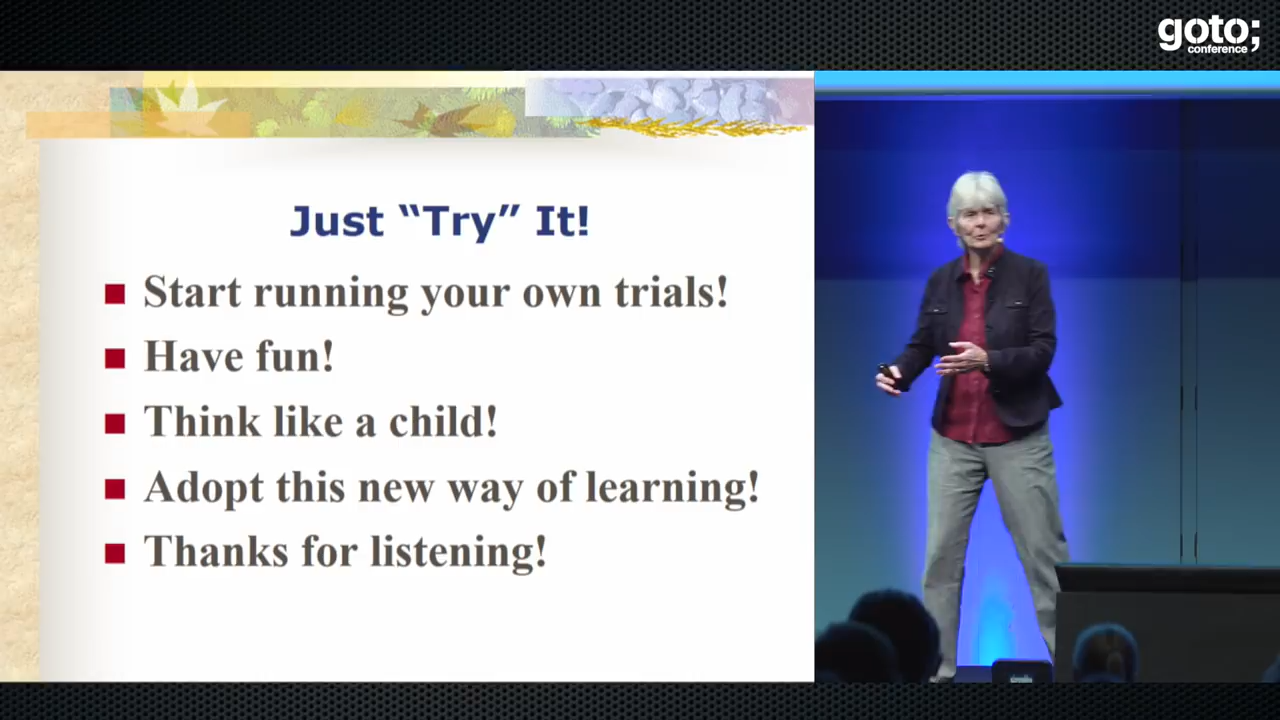 goto;
conference
Just “Try” It!
Start running your own trials!
Have fun!
Think like a child!
Adopt this new way of learning!
Thanks for listening!